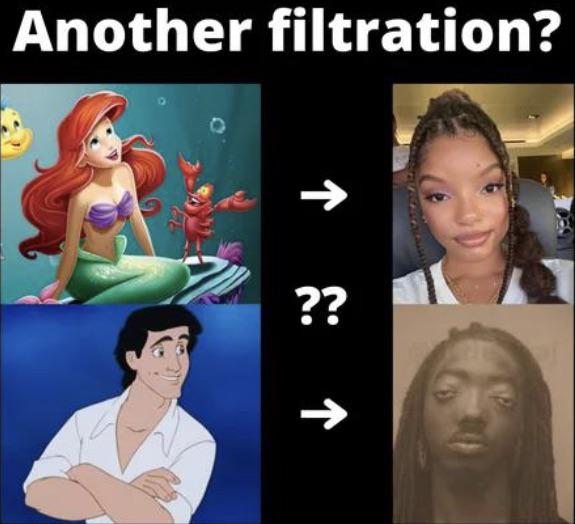 Another filtration?
→
??
→